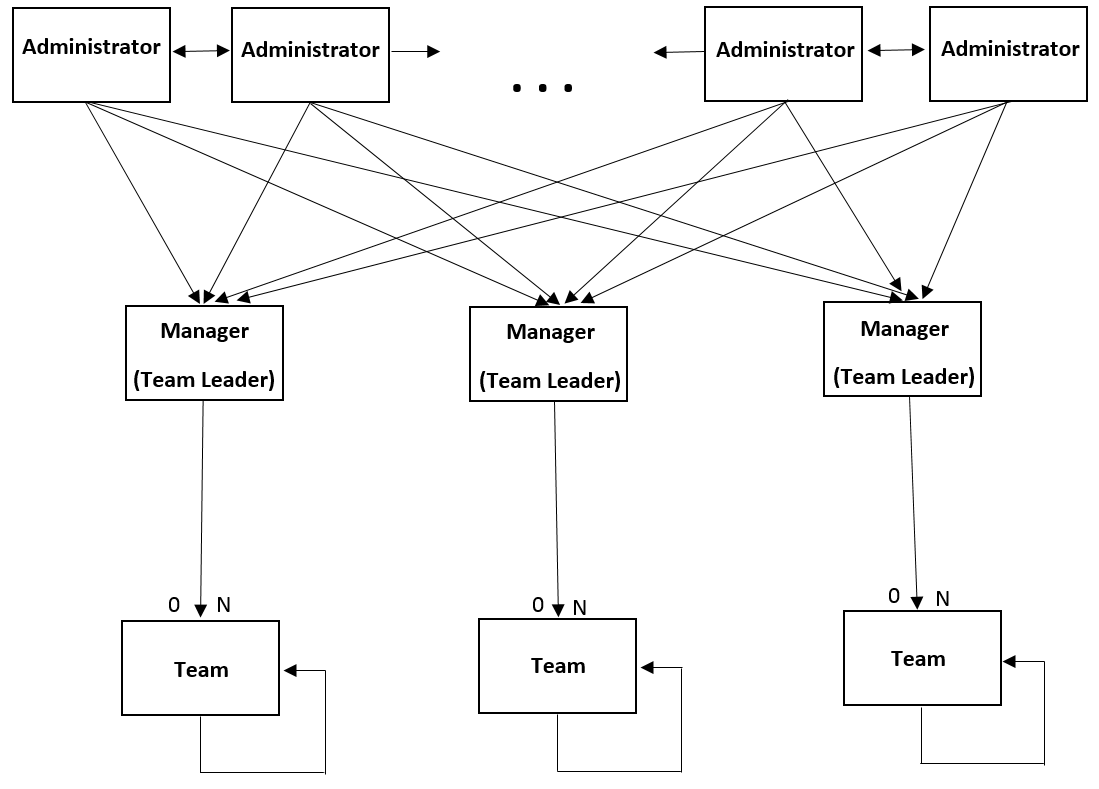 Administrator
Administrator
. . .
Administrator
Administrator
Manager
(Team Leader)
Manager
(Team Leader)
Manager
(Team Leader)
0 N
0 N
0 N
Team
Team
Team